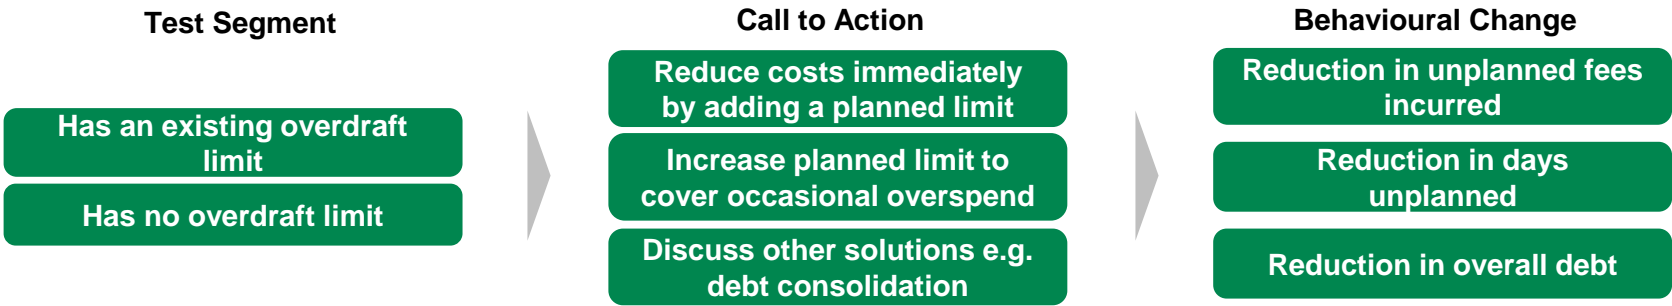 Test Segment
Has an existing overdraft
limit
Has no overdraft limit
Call to Action
Reduce costs immediately
by adding a planned limit
Increase planned limit to
cover occasional overspend
Discuss other solutions e.g.
debt consolidation
Behavioural Change
Reduction in unplanned fees
incurred
Reduction in days
unplanned
Reduction in overall debt